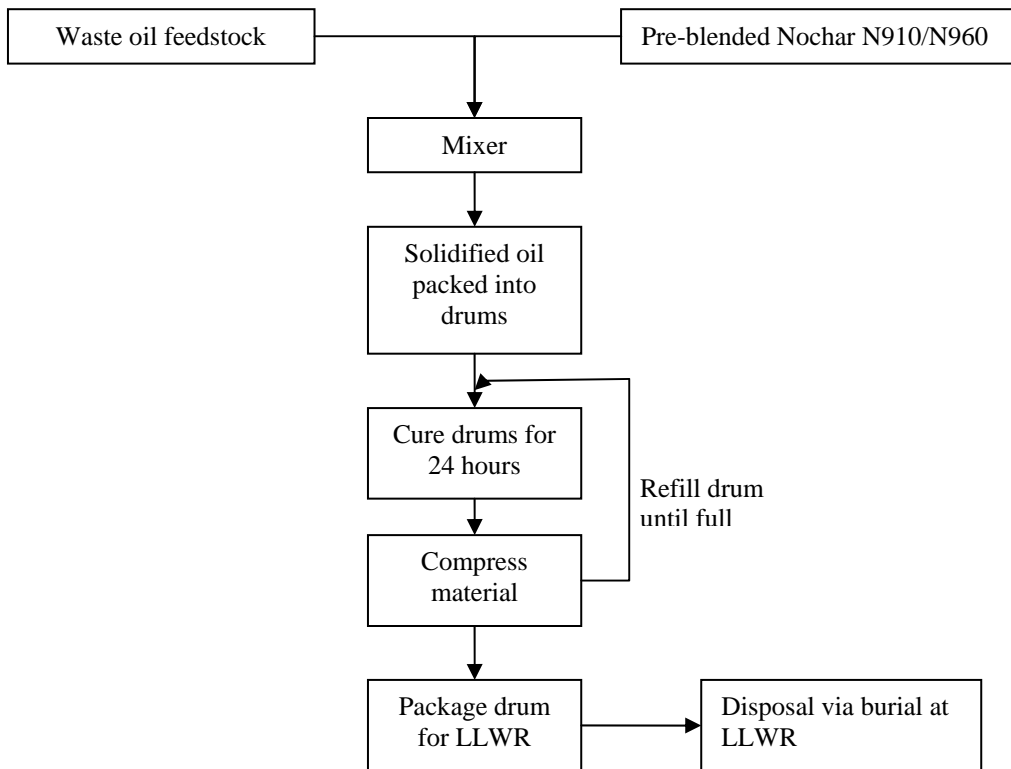 Waste oil feedstock
Pre-blended Nochar N910/N960
Mixer
Solidified oil
packed into
drums
Cure drums for
24 hours
Refill drum
until full
Compress
material
Package drum
for LLWR
Disposal via burial at
LLWR